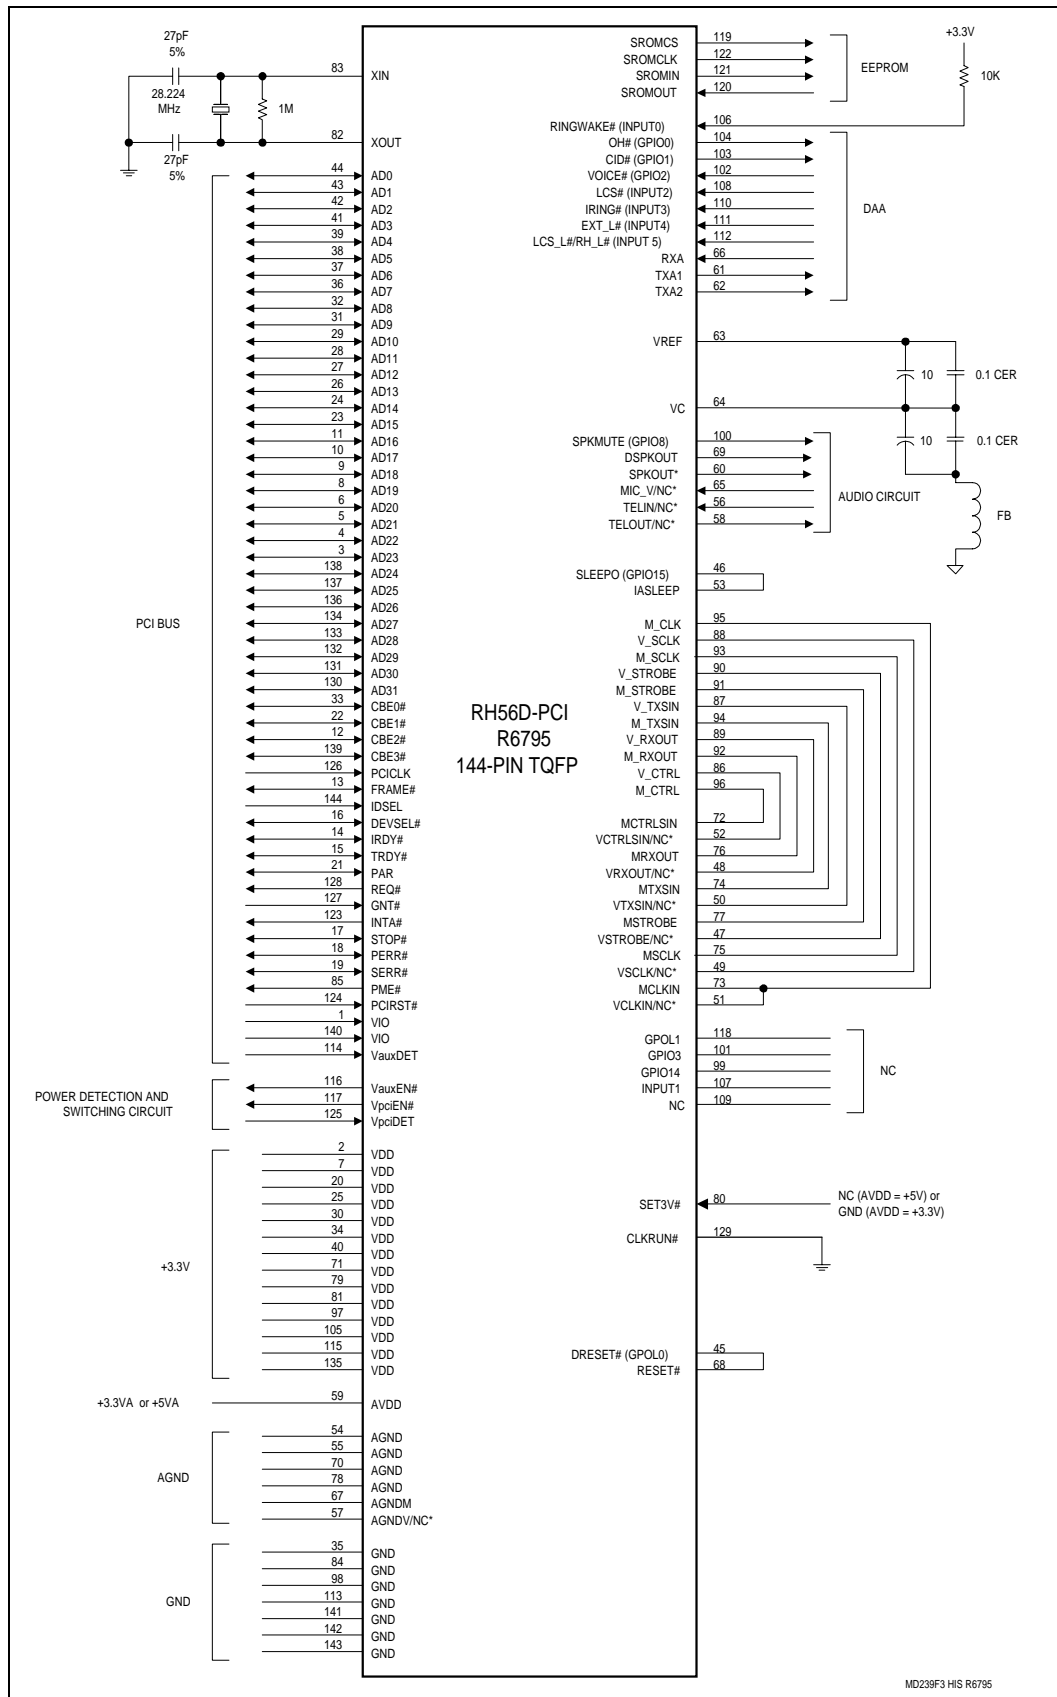 27pF
5%
28.224
MHz
1M
27pF
5%
83 XIN
82 XOUT
44 AD0
43 AD1
42 AD2
41 AD3
39 AD4
38 AD5
37 AD6
36 AD7
32 AD8
31 AD9
29 AD10
28 AD11
27 AD12
26 AD13
24 AD14
23 AD15
11 AD16
10 AD17
9 AD18
8 AD19
6 AD20
5 AD21
4 AD22
3 AD23
138 AD24
137 AD25
136 AD26
134 AD27
133 AD28
132 AD29
131 AD30
130 AD31
33 CBE0#
22 CBE1#
12 CBE2#
139 CBE3#
126 PCICLK
13 FRAME#
144 IDSEL
16 DEVSEL#
14 IRDY#
15 TRDY#
21 PAR
128 REQ#
127 GNT#
123 INTA#
17 STOP#
18 PERR#
19 SERR#
85 PME#
124 PCIRST#
1 VIO
140 VIO
114 VauxDET
PCI BUS
116 VauxEN#
117 VpciEN#
125 VpciDET
POWER DETECTION AND
SWITCHING CIRCUIT
2 VDD
7 VDD
20 VDD
25 VDD
30 VDD
34 VDD
40 VDD
71 VDD
79 VDD
81 VDD
97 VDD
105 VDD
115 VDD
135 VDD
+3.3V
+3.3VA or +5VA
59 AVDD
54 AGND
55 AGND
70 AGND
78 AGND
67 AGNDM
57 AGNDV/NC*
AGND
35 GND
84 GND
98 GND
113 GND
141 GND
142 GND
143 GND
GND
RH56D-PCI
R6795
144-PIN TQFP
SROMCS 119
SROMCLK 122
SROMIN 121
SROMOUT 120
EEPROM
+3.3V
10K
RINGWAKE# (INPUT0) 106
OH# (GPIO0) 104
CID# (GPIO1) 103
VOICE# (GPIO2) 102
LCS# (INPUT2) 108
IRING# (INPUT3) 110
EXT_L# (INPUT4) 111
LCS_L#/RH_L# (INPUT 5) 112
RXA 66
TXA1 61
TXA2 62
DAA
VREF 63
10
0.1 CER
VC 64
10
0.1 CER
FB
SPKMUTE (GPIO8) 100
DSPKOUT 69
SPKOUT* 60
MIC_V/NC* 65
TELIN/NC* 56
TELOUT/NC* 58
AUDIO CIRCUIT
SLEEPO (GPIO15) 46
IASLEEP 53
M_CLK 95
V_SCLK 88
M_SCLK 93
V_STROBE 90
M_STROBE 91
V_TXSIN 87
M_TXSIN 94
V_RXOUT 89
M_RXOUT 92
V_CTRL 86
M_CTRL 96
MCTRLSIN 72
VCTRLSIN/NC* 52
MRXOUT 76
VRXOUT/NC* 48
MTXSIN 74
VTXSIN/NC* 50
MSTROBE 77
VSTROBE/NC* 47
MSCLK 75
VSCLK/NC* 49
MCLKIN 73
VCLKIN/NC* 51
GPOL1 118
GPIO3 101
GPIO14 99
INPUT1 107
NC 109
NC
SET3V# 80
NC (AVDD = +5V) or
GND (AVDD = +3.3V)
CLKRUN# 129
DRESET# (GPOL0) 45
RESET# 68
MD239F3 HIS R6795